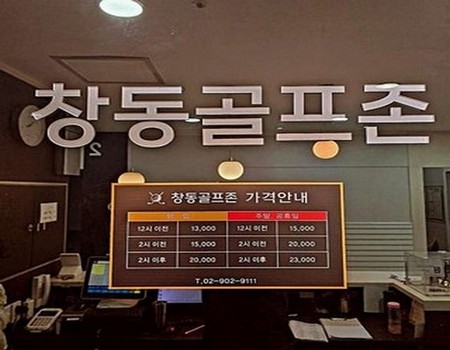 창동골프존
2
창동골프존 가격안내
평 일 주말, 공휴일
12시 이전 13,000 12시 이전 15,000
2시 이전 15,000 2시 이전 20,000
2시 이후 20,000 2시 이후 23,000
T.02-902-9111